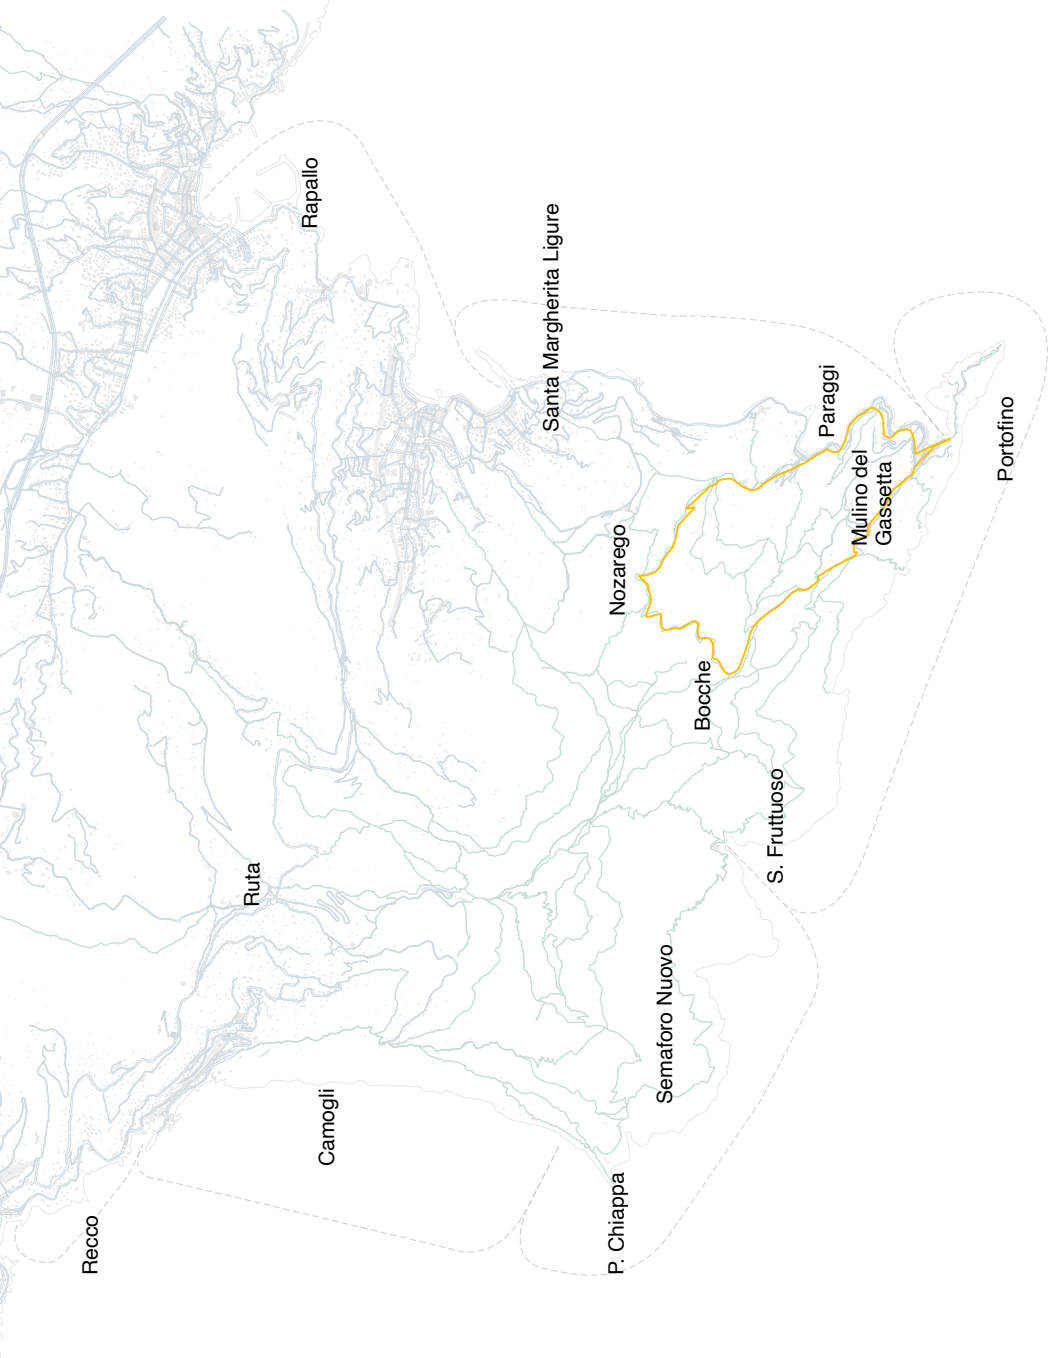 Recco
Camogli
Ruta
Rapallo
P. Chiappa
Semaforo Nuovo
S. Fruttuoso
Bocche
Nozarego
Santa Margherita Ligure
Mulino del
Gassetta
Paraggi
Portofino